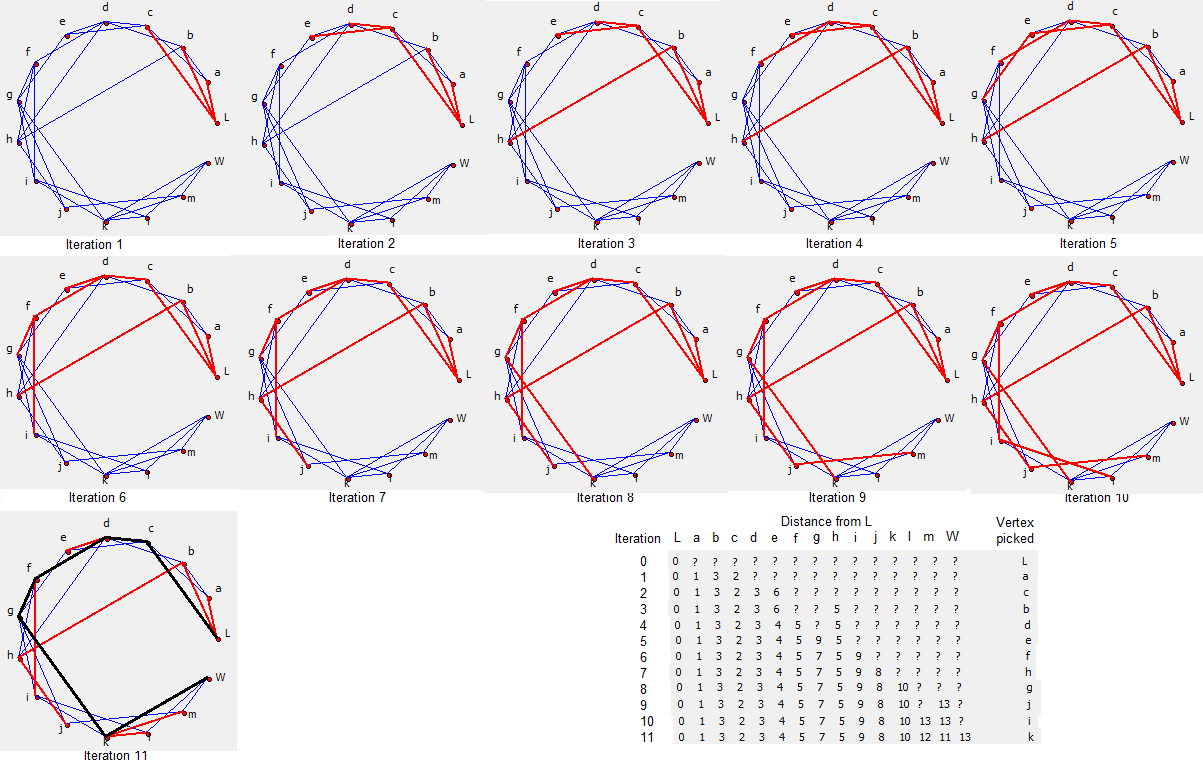 d
c
e
b
f
a
g
L
h
W
i
m
j
k
l
Iteration 1
d
c
e
b
f
a
g
L
h
W
i
m
j
k
l
Iteration 2
d
c
e
b
f
a
g
L
h
W
i
m
j
k
l
Iteration 3
d
c
e
b
f
a
g
L
h
W
i
m
j
k
l
Iteration 4
d
c
e
b
f
a
g
L
h
W
i
m
j
k
l
Iteration 5
d
c
e
b
f
a
g
L
h
W
i
m
j
k
l
Iteration 6
d
c
e
b
f
a
g
L
h
W
i
m
j
k
l
Iteration 7
d
c
e
b
f
a
g
L
h
W
i
m
j
k
l
Iteration 8
d
c
e
b
f
a
g
L
h
W
i
m
j
k
l
Iteration 9
d
c
e
b
f
a
g
L
h
W
i
m
j
k
l
Iteration 10
d
c
e
b
f
a
g
L
h
W
i
m
j
k
l
Iteration 11
Distance from L Vertex
Iteration L a b c d e f g h i j k l m W picked
0 0 ? ? ? ? ? ? ? ? ? ? ? ? ? ? L
1 0 1 3 2 ? ? ? ? ? ? ? ? ? ? ? a
2 0 1 3 2 3 6 ? ? ? ? ? ? ? ? ? c
3 0 1 3 2 3 6 ? ? 5 ? ? ? ? ? ? b
4 0 1 3 2 3 4 5 ? 5 ? ? ? ? ? ? d
5 0 1 3 2 3 4 5 9 5 ? ? ? ? ? ? e
6 0 1 3 2 3 4 5 7 5 9 ? ? ? ? ? f
7 0 1 3 2 3 4 5 7 5 9 8 ? ? ? ? h
8 0 1 3 2 3 4 5 7 5 9 8 10 ? ? ? g
9 0 1 3 2 3 4 5 7 5 9 8 10 ? 13 ? j
10 0 1 3 2 3 4 5 7 5 9 8 10 13 13 ? i
11 0 1 3 2 3 4 5 7 5 9 8 10 12 11 13 k